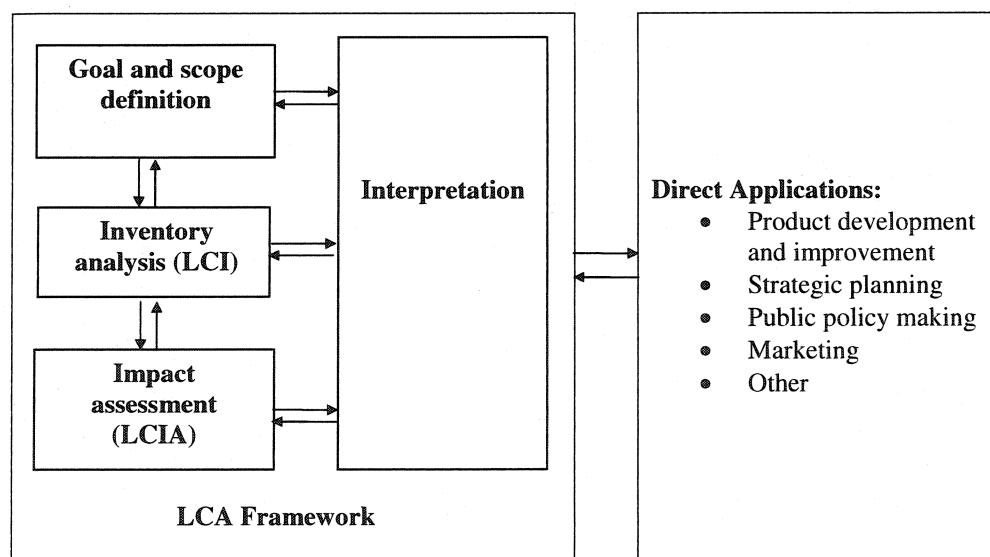 Goal and scope
definition
Inventory
analysis (LCI)
Impact
assessment
(LCIA)
Interpretation
LCA Framework
Direct Applications:
• Product development
and improvement
• Strategic planning
• Public policy making
• Marketing
• Other